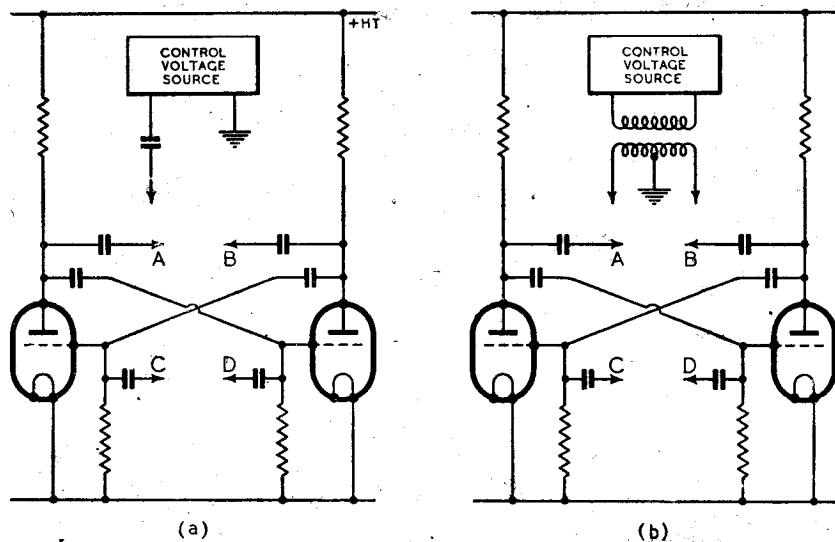 +HT
CONTROL
VOLTAGE
SOURCE
A
B
C
D
(a)
CONTROL
VOLTAGE
SOURCE
A
B
C
D
(b)